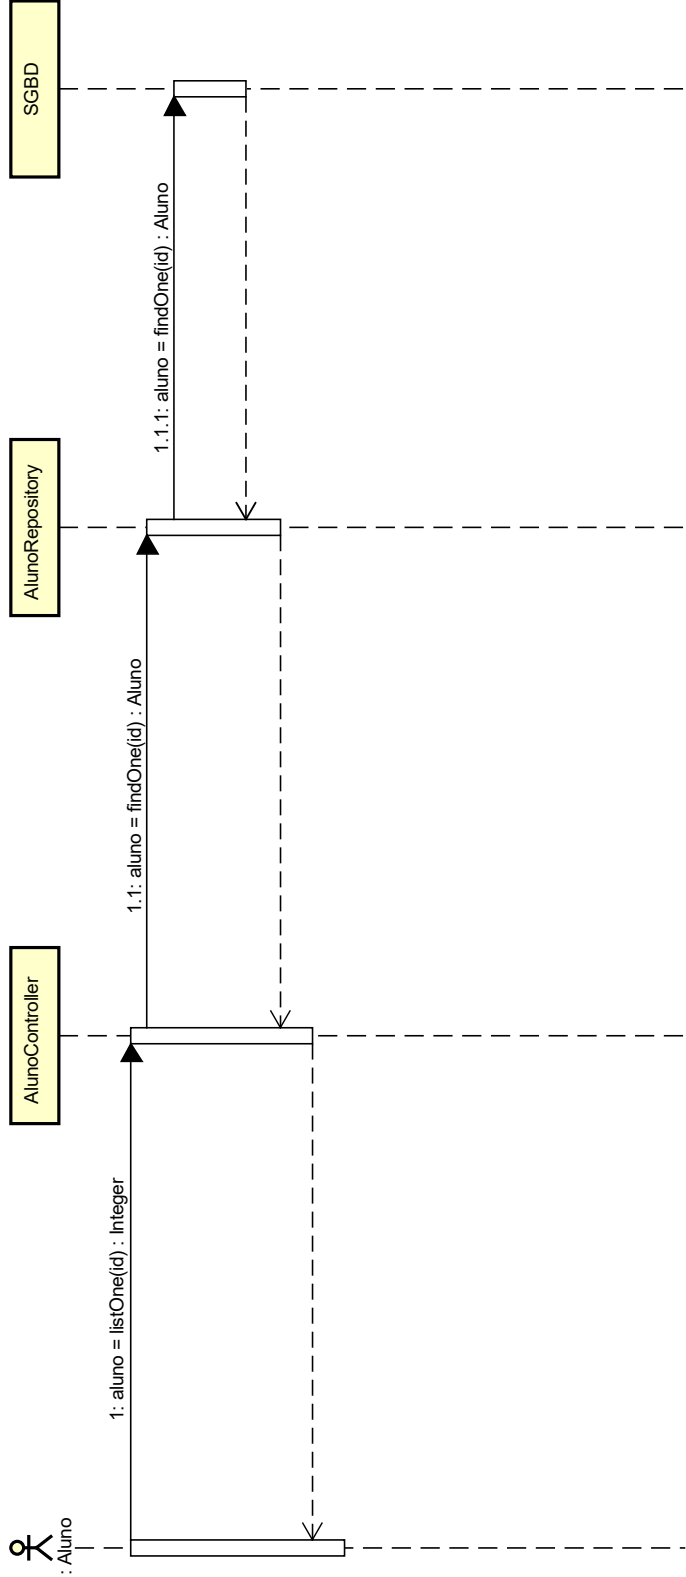 : Aluno
AlunoController
AlunoRepository
SGBD
1: aluno = listOne(id) : Integer
1.1: aluno = findOne(id) : Aluno
1.1.1: aluno = findOne(id) : Aluno